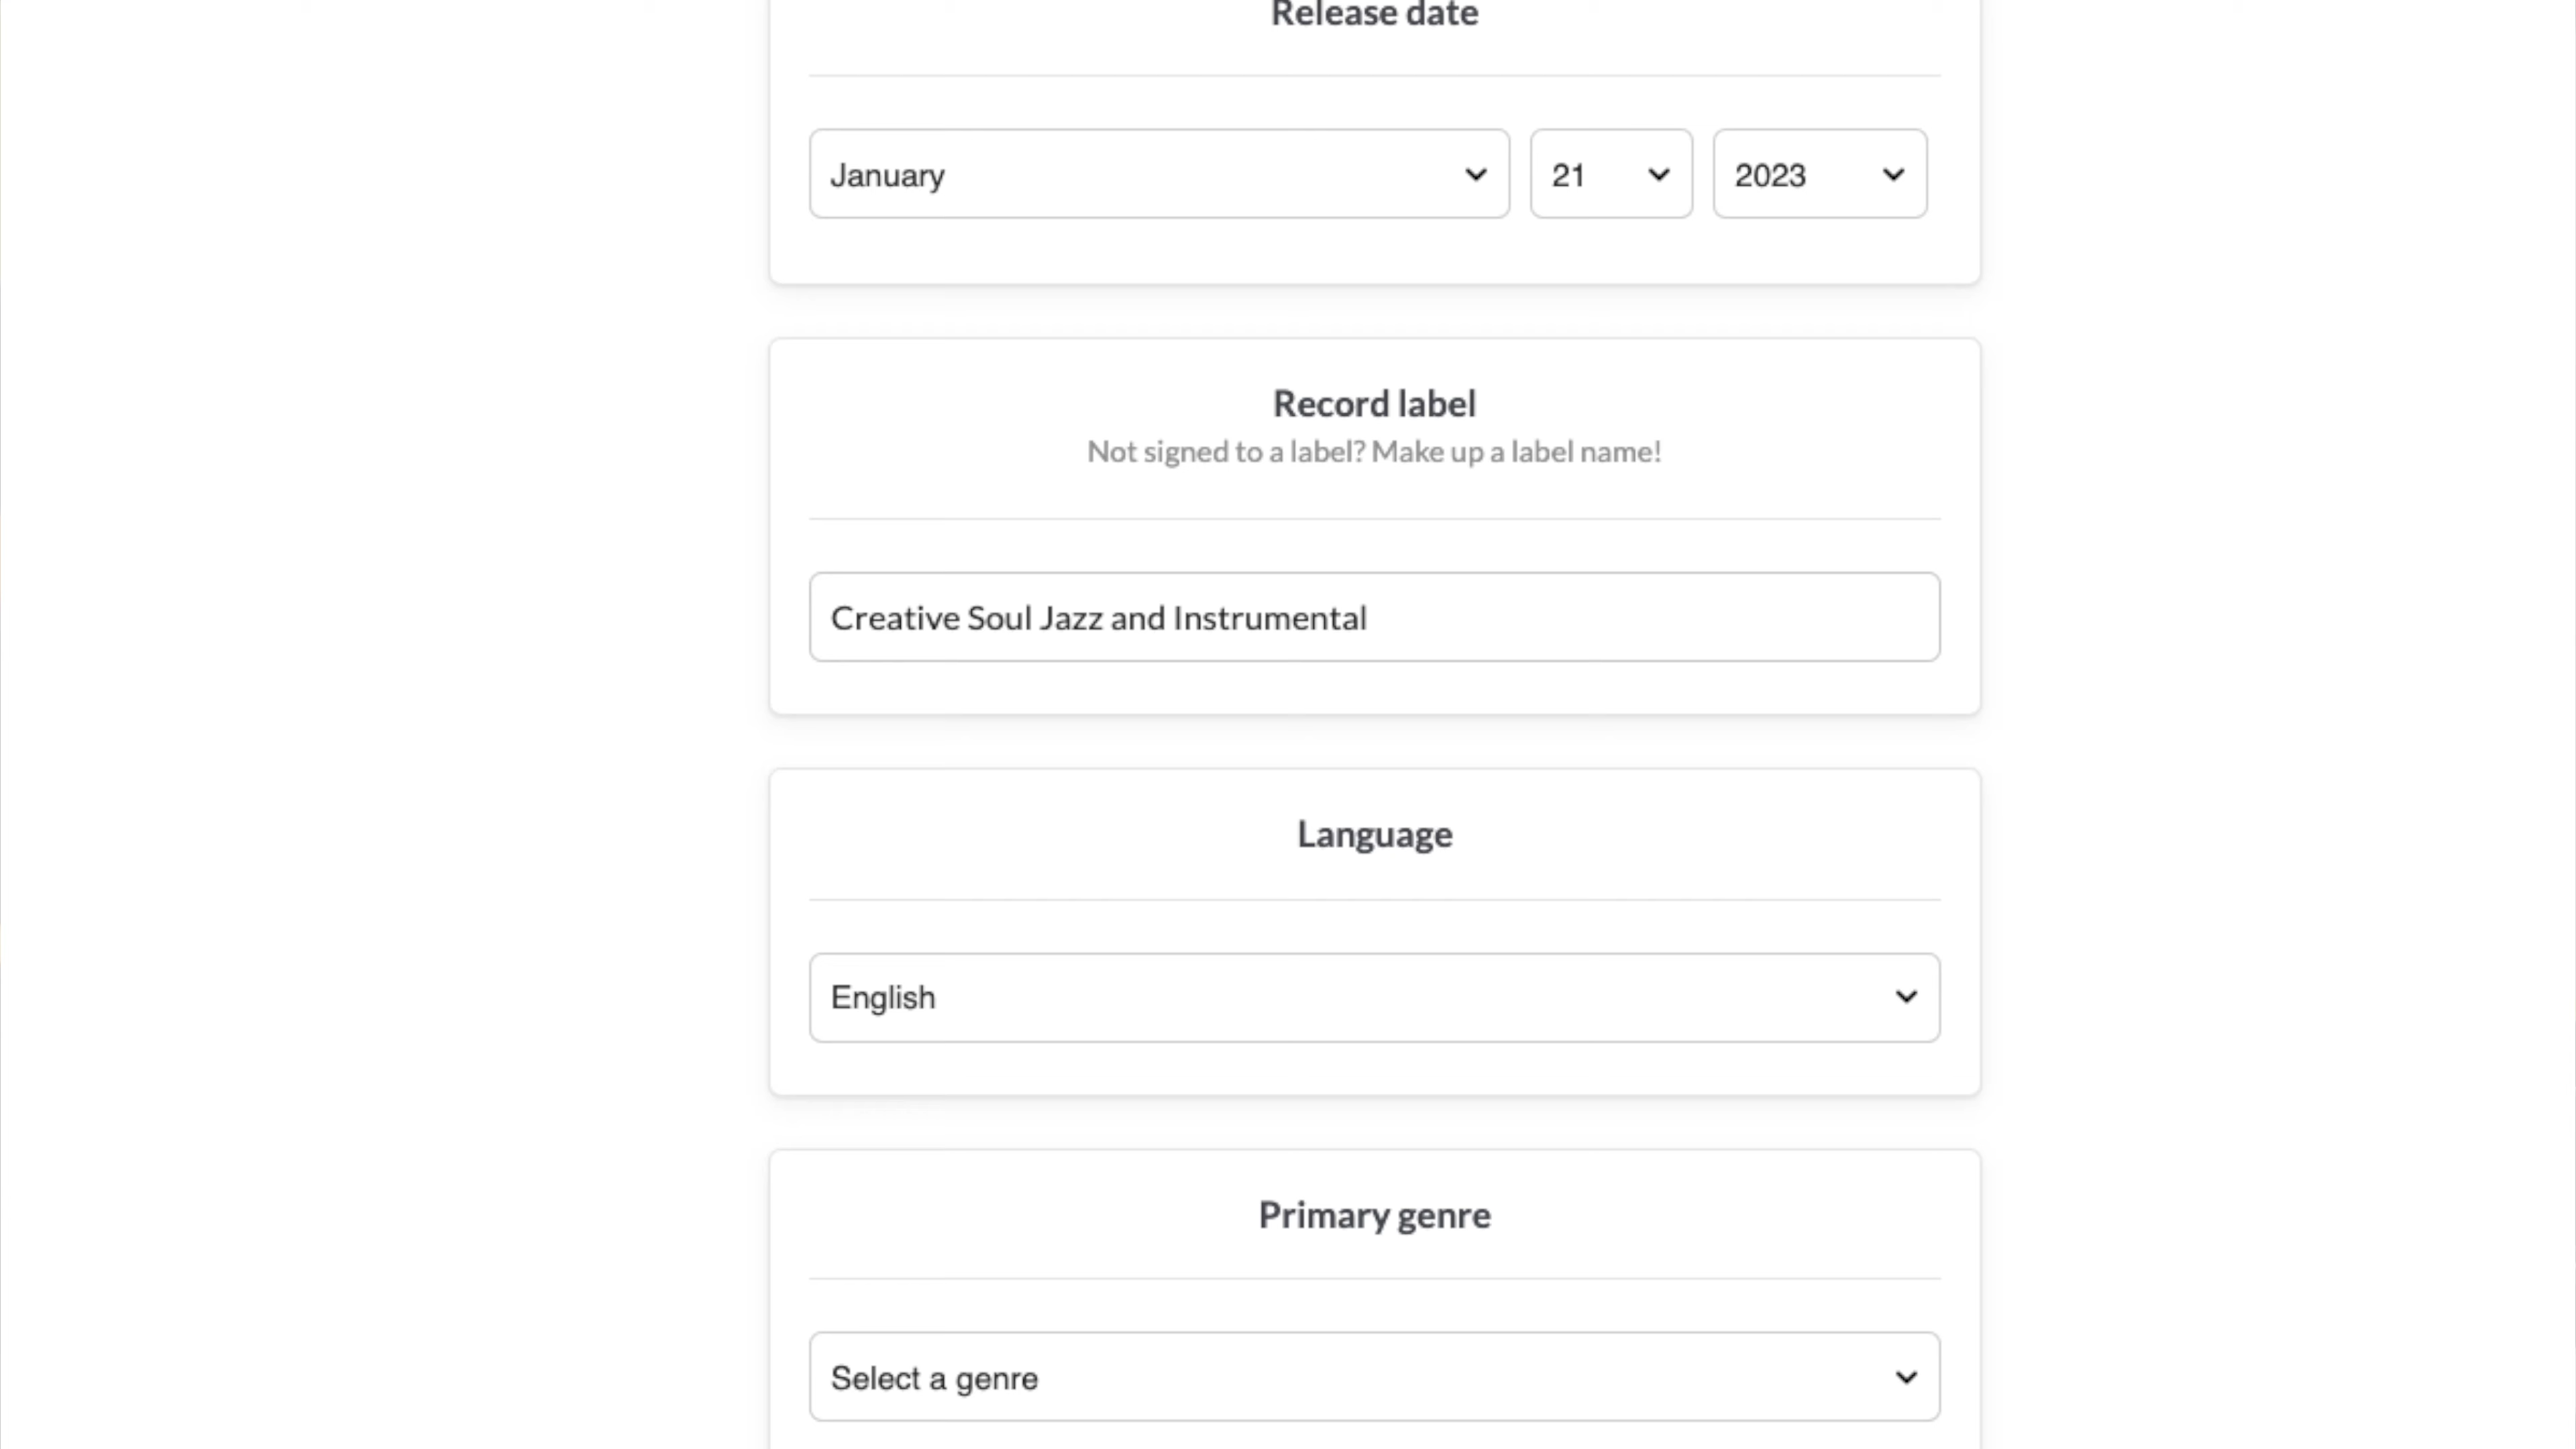 Release date
January 21 2023
Record label
Not signed to a label? Make up a label name!
Creative Soul Jazz and Instrumental
Language
English
Primary genre
Select a genre